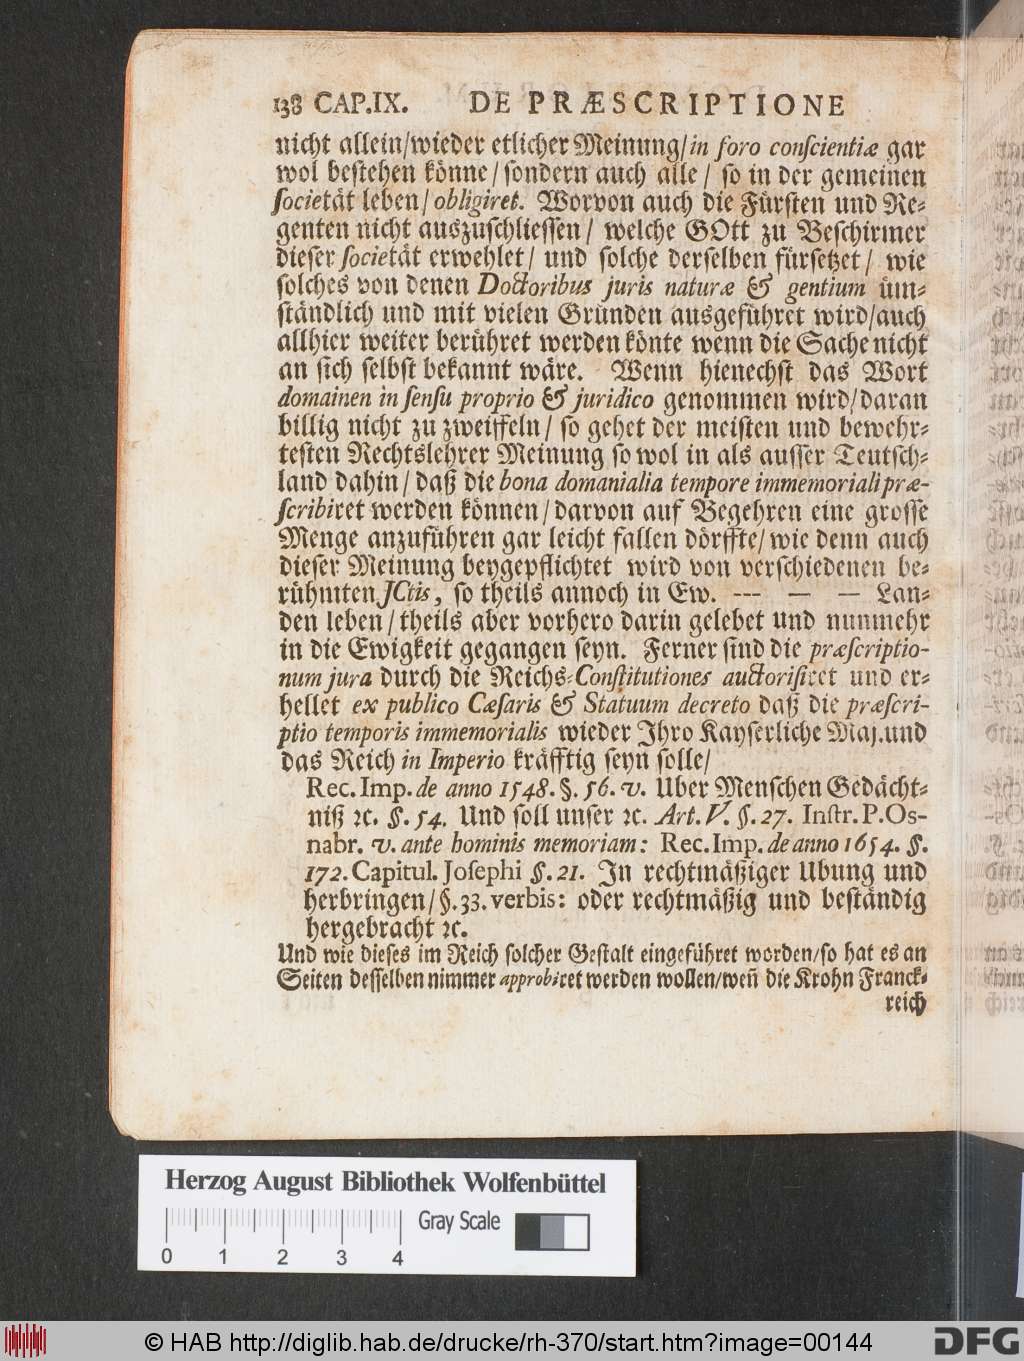 138 CAP.IX. DE PRÆSCRIPTIONE
nicht allein/wieder etlicher Meinung/in foro conſcientiæ gar
wol beſtehen könne/ ſondern auch alle/ ſo in der gemeinen
ſocietät leben/ obligiret. Worvon auch die Fürſten und Re⸗
genten nicht auszuſchlieſſen/ welche GOtt zu Beſchirmer
dieſer ſocietät erwehlet/ und ſolche derſelben fürſetzet/ wie
ſolches von denen Doctoribus juris naturæ & gentium üm⸗
ſtändlich und mit vielen Gründen ausgeführet wird/auch
allhier weiter berühret werden könte wenn die Sache nicht
an ſich ſelbſt bekannt wäre. Wenn hienechſt das Wort
domainen in ſenſu proprio & juridico genommen wird/daran
billig nicht zu zweiffeln/ ſo gehet der meiſten und bewehr⸗
teſten Rechtslehrer Meinung ſo wol in als auſſer Teutſch⸗
land dahin/ daß die bona domanialia tempore immemoriali præ-
ſcribiret werden können/darvon auf Begehren eine groſſe
Menge anzuführen gar leicht fallen dörffte/ wie denn auch
dieſer Meinung beygepflichtet wird von verſchiedenen be⸗
rühmten JCtis, ſo theils annoch in Ew. --- — — Lan⸗
den leben/theils aber vorhero darin gelebet und nunmehr
in die Ewigkeit gegangen ſeyn. Ferner ſind die præſcriptio-
num jura durch die Reichs⸗Conſtitutiones auctoriſiret und er⸗
hellet ex publico Cæſaris & Statuum decreto daß die præſcri-
ptio temporis immemorialis wieder Ihro Kayſerliche Maj.und
das Reich in Imperio kräfftig ſeyn ſolle/
Rec. Imp. de anno 1548. §. 56. v. Uber Menſchen Gedächt⸗
niß ꝛc. §. 54. Und ſoll unſer ꝛc. Art. V. §. 27. Inſtr. P. Os-
nabr. v. ante hominis memoriam: Rec. Imp. de anno 1654. §.
172. Capitul. Joſephi §. 21. In rechtmäßiger Ubung und
herbringen/ §. 33. verbis: oder rechtmäßig und beſtändig
hergebracht ꝛc.
Und wie dieſes im Reich ſolcher Geſtalt eingeführet worden/ſo hat es an
Seiten deſſelben nimmer approbiret werden wollen/weñ die Krohn Franck⸗
reich
Herzog August Bibliothek Wolfenbüttel
Gray Scale
0 1 2 3 4
© HAB http://diglib.hab.de/drucke/rh-370/start.htm?image=00144
DFG